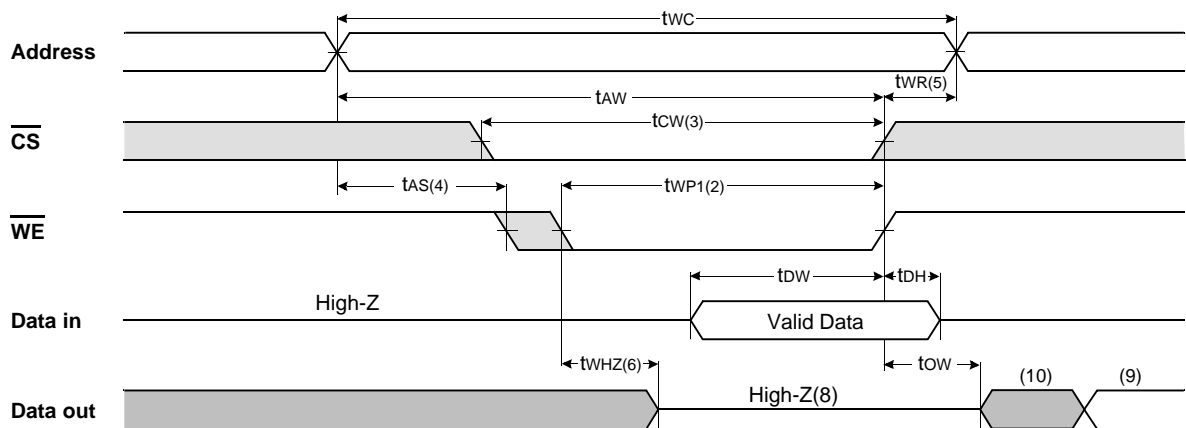 tWC
Address
tWR(5)
tAW
tCW(3)
CS
tAS(4)
tWP1(2)
WE
tDW
tDH
High-Z
Data in
Valid Data
tWHZ(6)
tOW
(10)
(9)
High-Z(8)
Data out